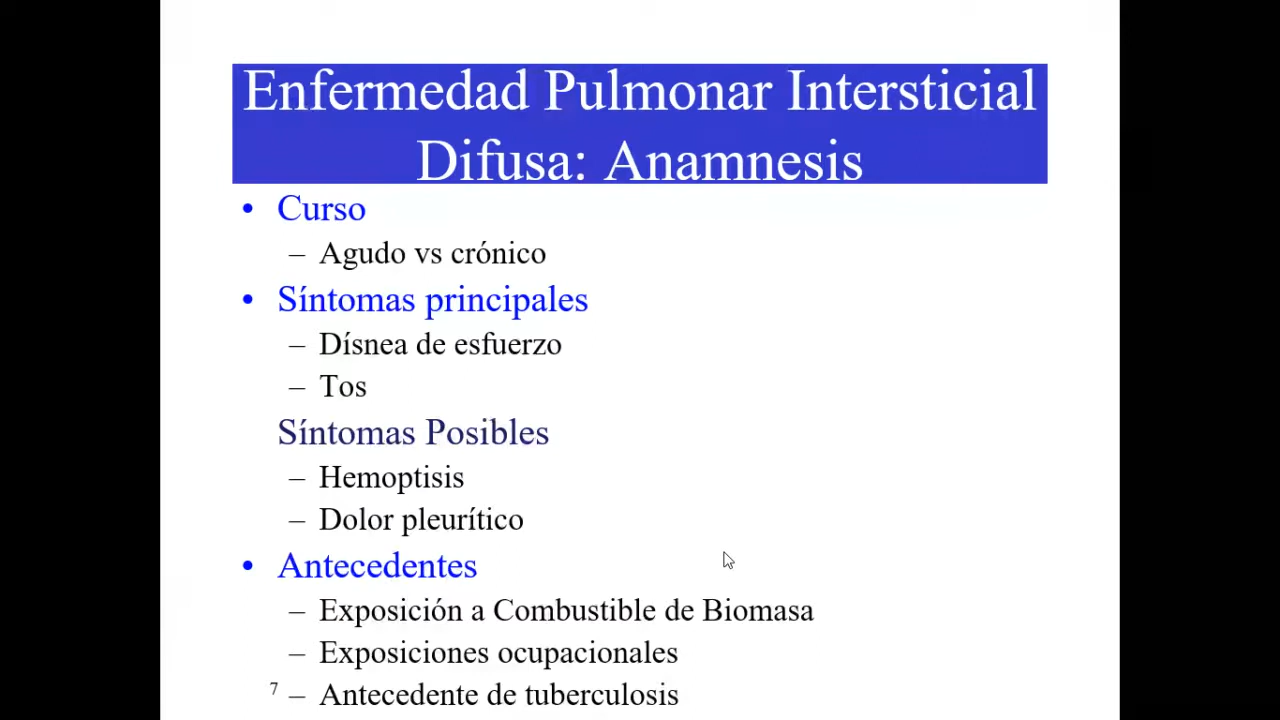 Enfermedad Pulmonar Intersticial
Difusa: Anamnesis
• Curso
– Agudo vs crónico
• Síntomas principales
– Dísnea de esfuerzo
– Tos
Síntomas Posibles
– Hemoptisis
– Dolor pleurítico
• Antecedentes
– Exposición a Combustible de Biomasa
– Exposiciones ocupacionales
7 – Antecedente de tuberculosis